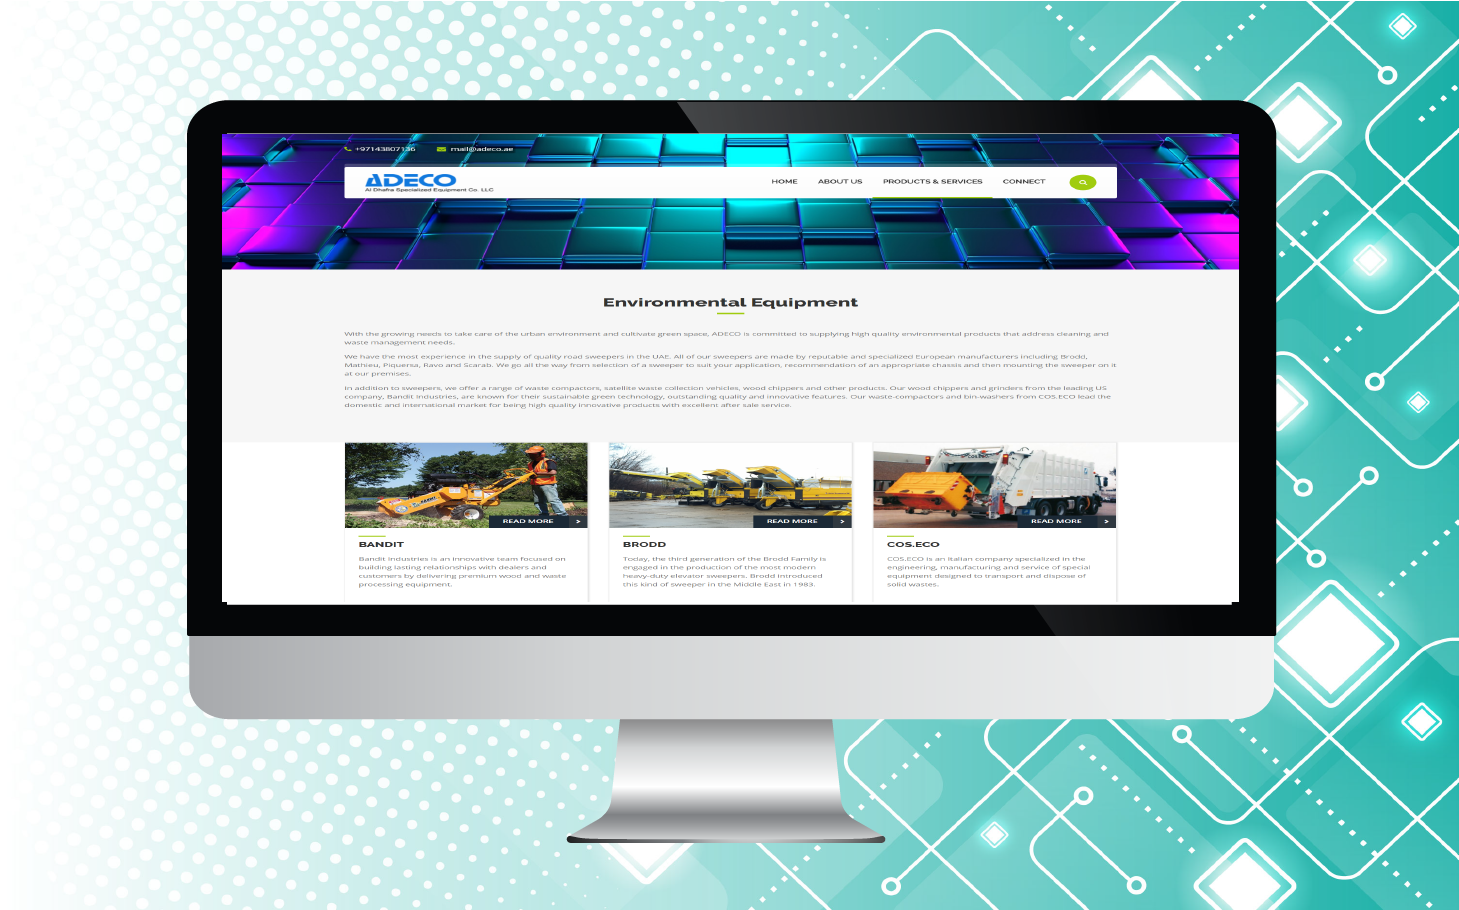 +97143807136 mail@adeco.ae
ADECO
Al Dhafra Specialized Equipment Co. LLC
HOME ABOUT US PRODUCTS & SERVICES CONNECT
Environmental Equipment
With the growing needs to take care of the urban environment and cultivate green space, ADECO is committed to supplying high quality environmental products that address cleaning and
waste management needs.
We have the most experience in the supply of quality road sweepers in the UAE. All of our sweepers are made by reputable and specialized European manufacturers including Brodd,
Mathieu, Piquersa, Ravo and Scarab. We go all the way from selection of a sweeper to suit your application, recommendation of an appropriate chassis and then mounting the sweeper on it
at our premises.
In addition to sweepers, we offer a range of waste compactors, satellite waste collection vehicles, wood chippers and other products. Our wood chippers and grinders from the leading US
company, Bandit Industries, are known for their sustainable green technology, outstanding quality and innovative features. Our waste-compactors and bin-washers from COS.ECO lead the
domestic and international market for being high quality innovative products with excellent after sale service.
READ MORE >
BANDIT
Bandit Industries is an innovative team focused on
building lasting relationships with dealers and
customers by delivering premium wood and waste
processing equipment.
READ MORE >
BRODD
Today, the third generation of the Brodd Family is
engaged in the production of the most modern
heavy-duty elevator sweepers. Brodd introduced
this kind of sweeper in the Middle East in 1983.
COS.ECO
READ MORE >
COS.ECO
COS.ECO is an Italian company specialized in the
engineering, manufacturing and service of special
equipment designed to transport and dispose of
solid wastes.